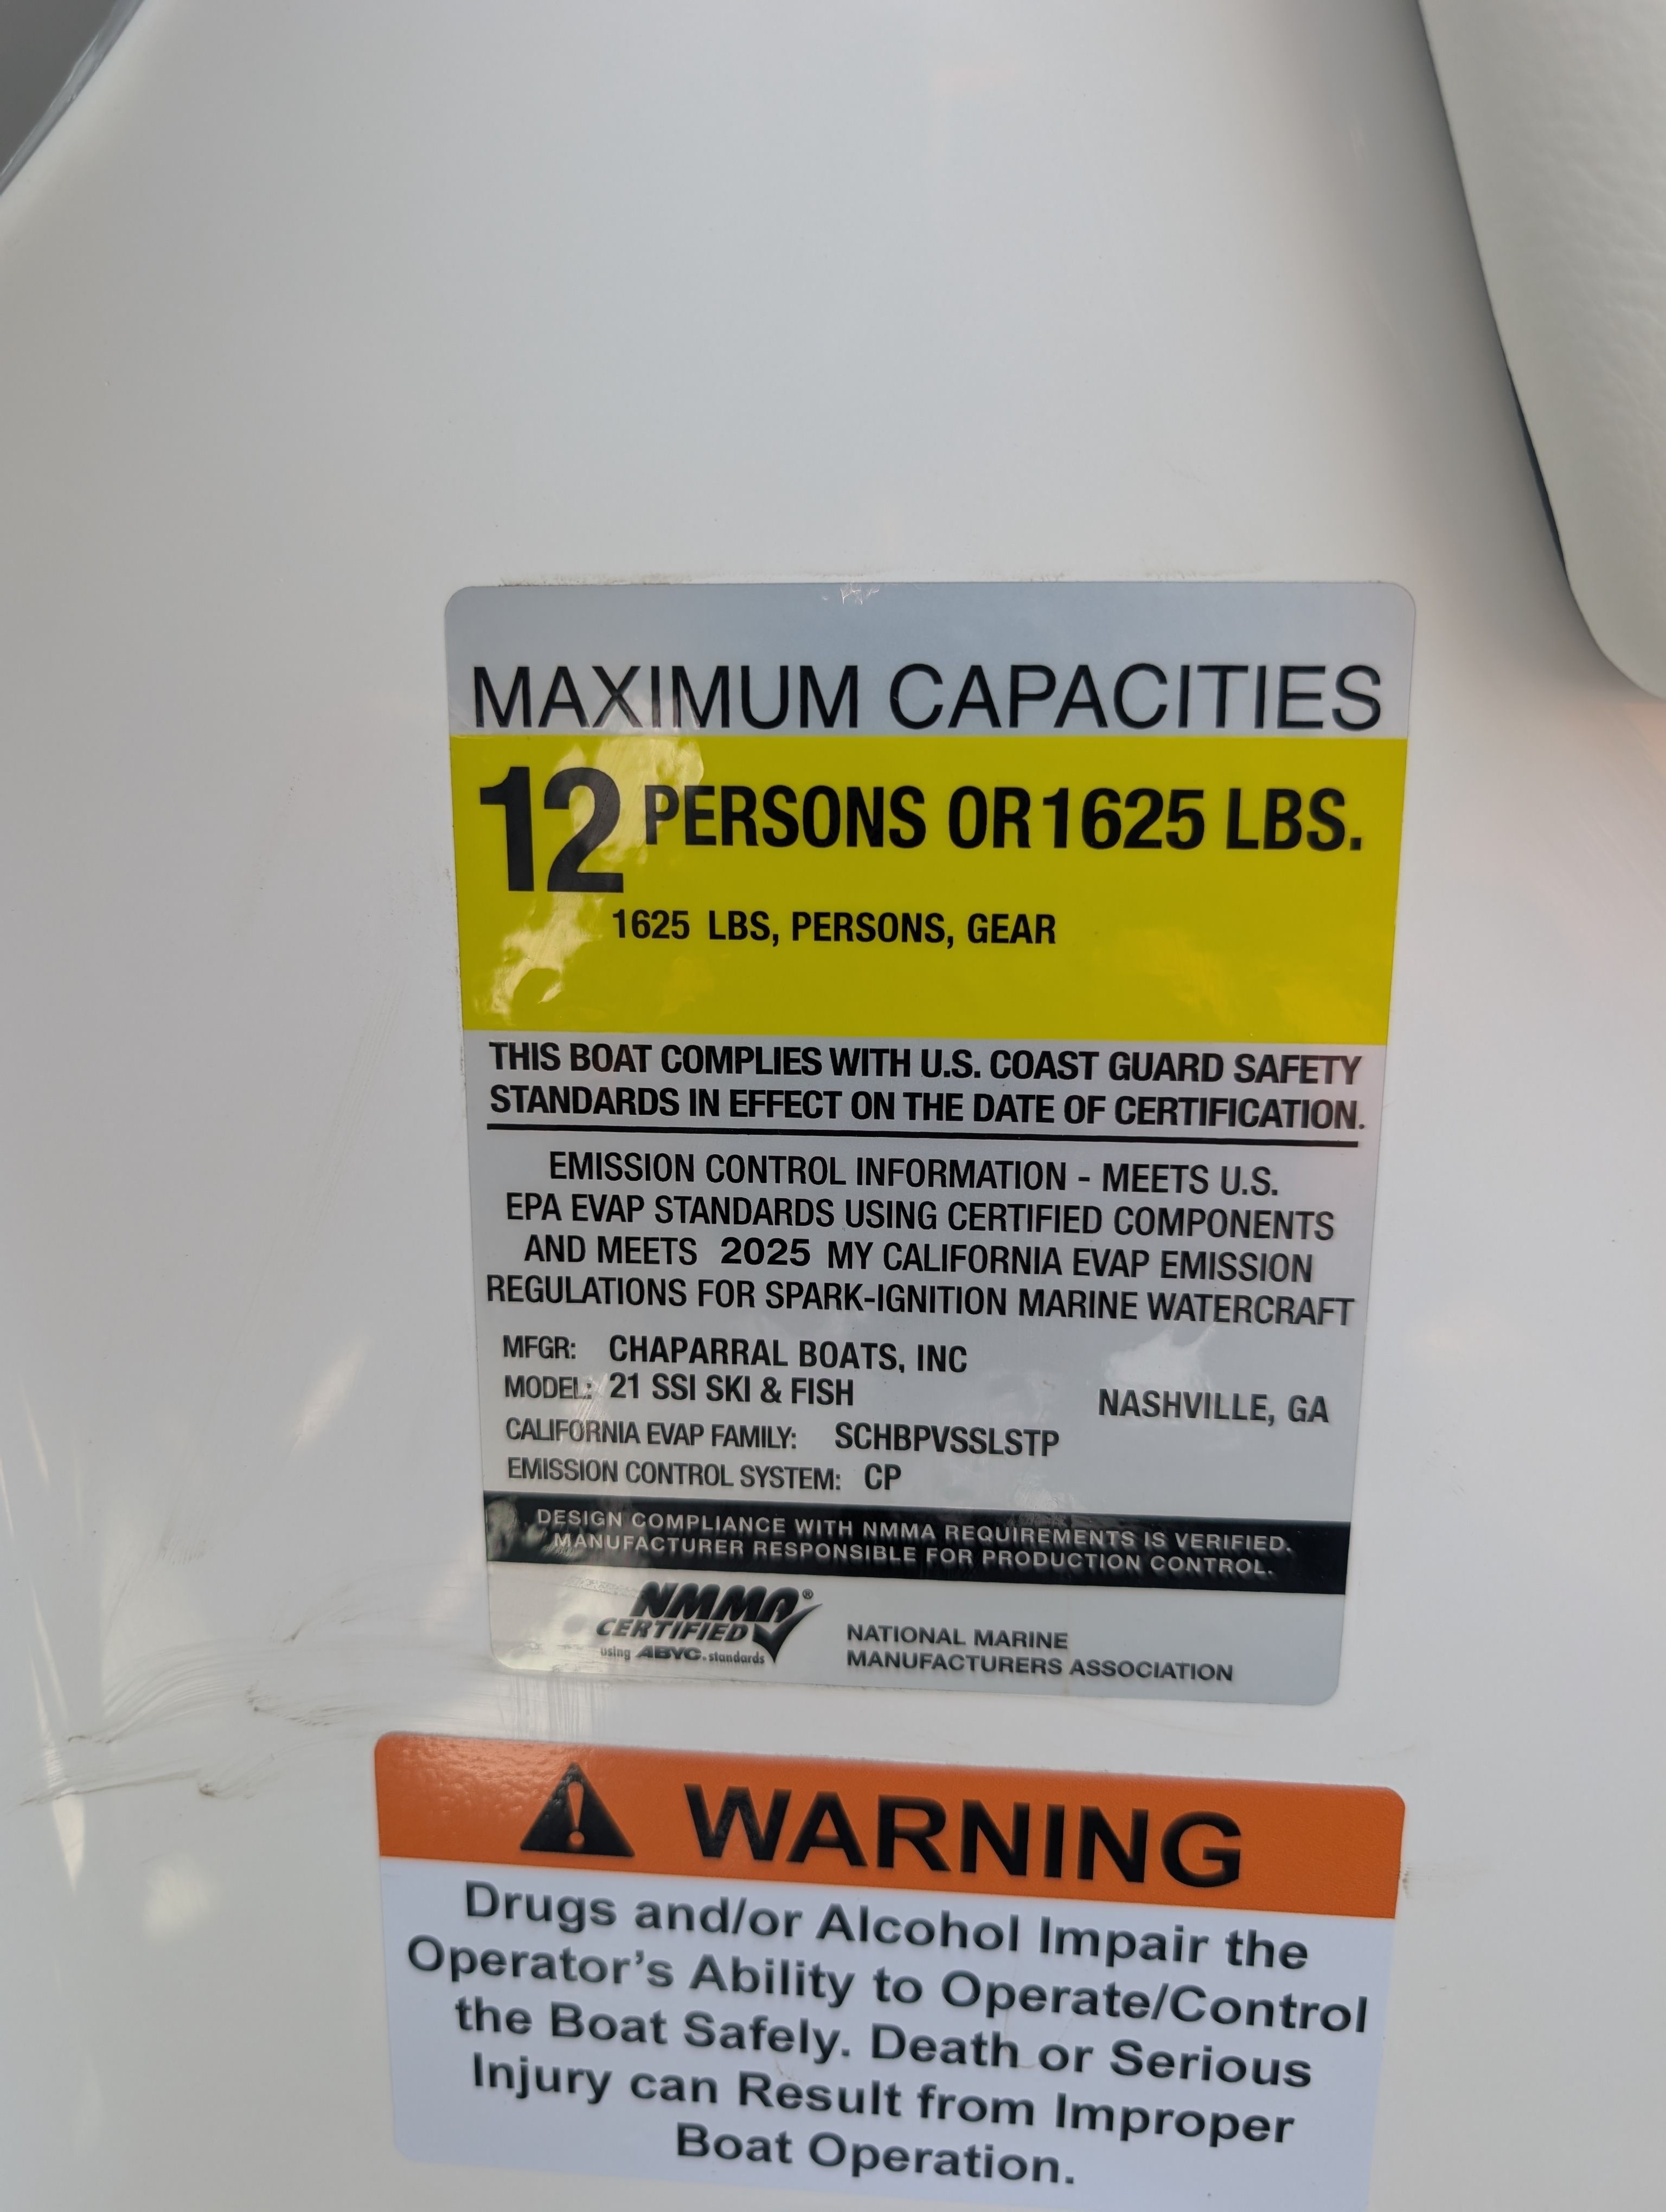 MAXIMUM CAPACITIES
12 PERSONS OR 1625 LBS.
1625 LBS, PERSONS, GEAR
THIS BOAT COMPLIES WITH U.S. COAST GUARD SAFETY
STANDARDS IN EFFECT ON THE DATE OF CERTIFICATION.
EMISSION CONTROL INFORMATION - MEETS U.S.
EPA EVAP STANDARDS USING CERTIFIED COMPONENTS
AND MEETS 2025 MY CALIFORNIA EVAP EMISSION
REGULATIONS FOR SPARK-IGNITION MARINE WATERCRAFT
MFGR: CHAPARRAL BOATS, INC
MODEL: 21 SSI SKI & FISH
NASHVILLE, GA
CALIFORNIA EVAP FAMILY: SCHBPVSSLSTP
EMISSION CONTROL SYSTEM: CP
DESIGN COMPLIANCE WITH NMMA REQUIREMENTS IS VERIFIED.
MANUFACTURER RESPONSIBLE FOR PRODUCTION CONTROL.
NMMA®
CERTIFIED
using ABYC. standards
NATIONAL MARINE
MANUFACTURERS ASSOCIATION
WARNING
Drugs and/or Alcohol Impair the
Operator's Ability to Operate/Control
the Boat Safely. Death or Serious
Injury can Result from Improper
Boat Operation.